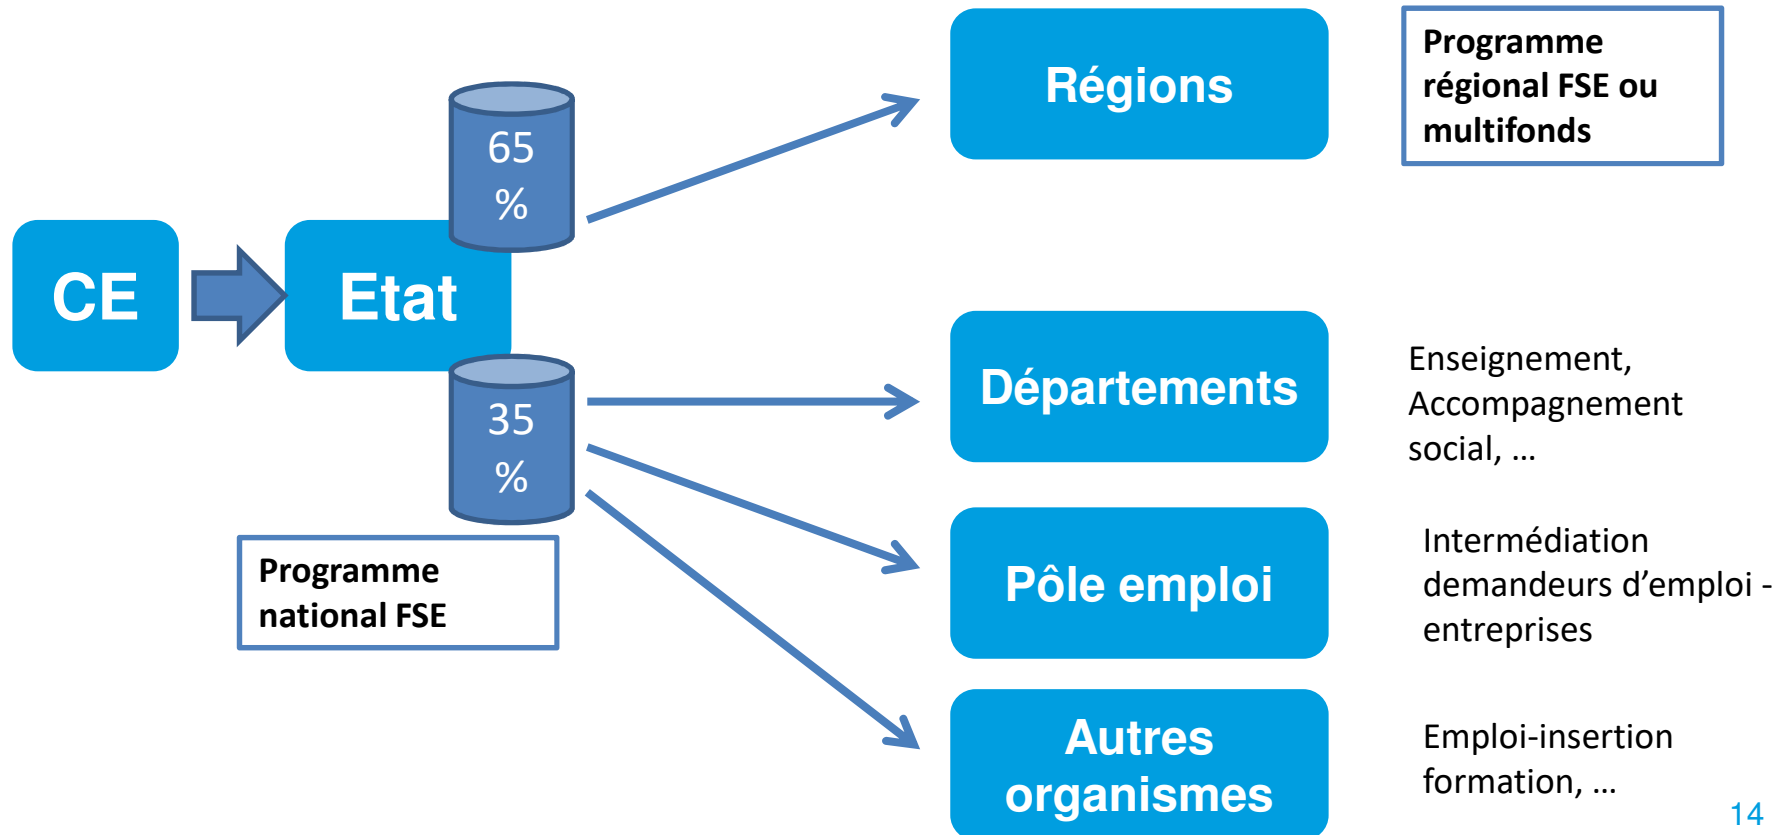 CE
Etat
65
%
35
%
Programme
national FSE
Régions
Programme
régional FSE ou
multifonds
Départements
Enseignement,
Accompagnement
social, …
Pôle emploi
Intermédiation
demandeurs d’emploi -
entreprises
Autres
organismes
Emploi-insertion
formation, …
14